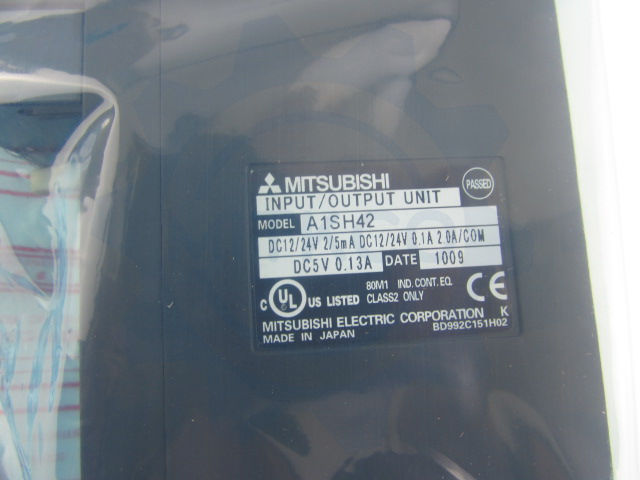 MITSUBISHI
PASSED
INPUT/OUTPUT UNIT
MODEL A1SH42
DC12/24V 2/5mA DC12/24V 0.1A 2.0A/COM
DC5V 0.13A DATE 1009
C UL US LISTED 80M1 IND. CONT. EQ. CLASS2 ONLY CE
MITSUBISHI ELECTRIC CORPORATION K
MADE IN JAPAN BD992C151H02